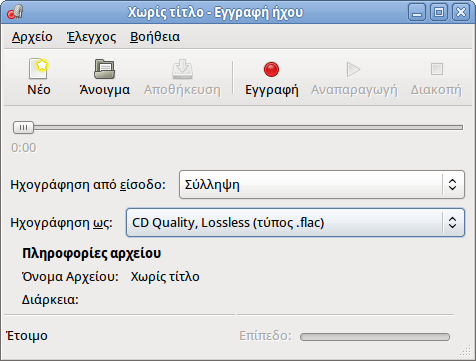 Χωρίς τίτλο - Εγγραφή ήχου
Αρχείο Έλεγχος Βοήθεια
Νέο Άνοιγμα Αποθήκευση Εγγραφή Αναπαραγωγή Διακοπή
0:00
Ηχογράφηση από είσοδο: Σύλληψη
Ηχογράφηση ως: CD Quality, Lossless (τύπος .flac)
Πληροφορίες αρχείου
Όνομα Αρχείου: Χωρίς τίτλο
Διάρκεια:
Έτοιμο Επίπεδο: